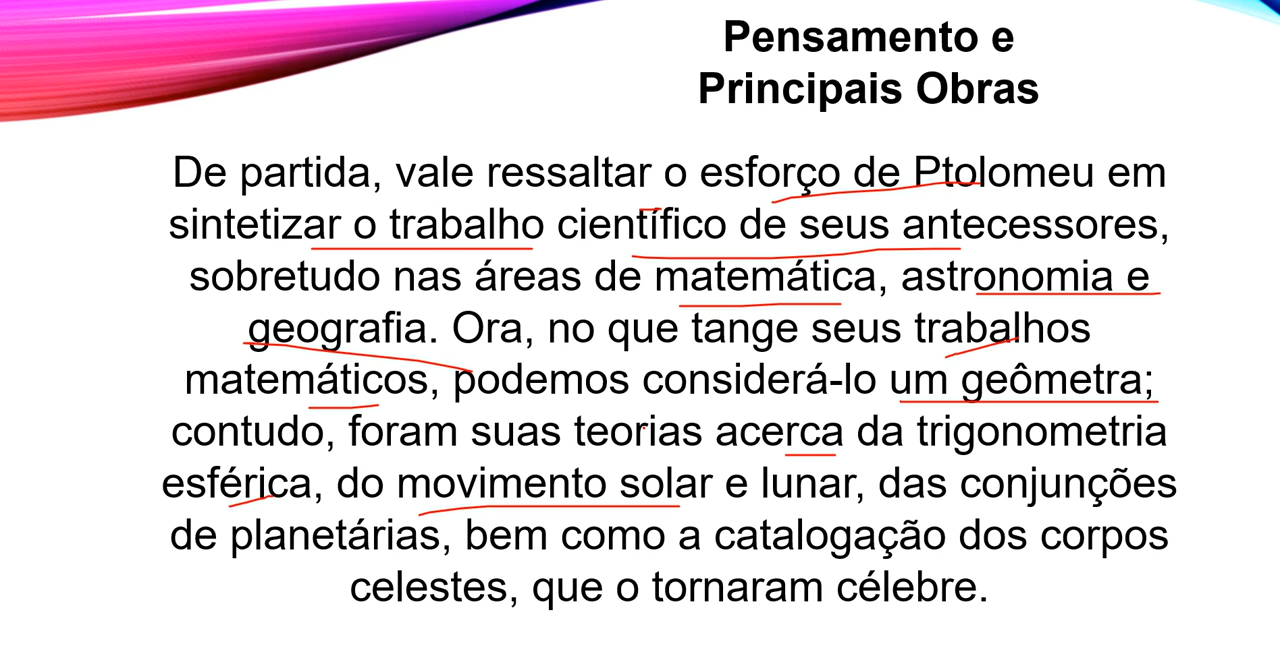 Pensamento e
Principais Obras
De partida, vale ressaltar o esforço de Ptolomeu em
sintetizar o trabalho científico de seus antecessores,
sobretudo nas áreas de matemática, astronomia e
geografia. Ora, no que tange seus trabalhos
matemáticos, podemos considerá-lo um geômetra;
contudo, foram suas teorias acerca da trigonometria
esférica, do movimento solar e lunar, das conjunções
de planetárias, bem como a catalogação dos corpos
celestes, que o tornaram célebre.